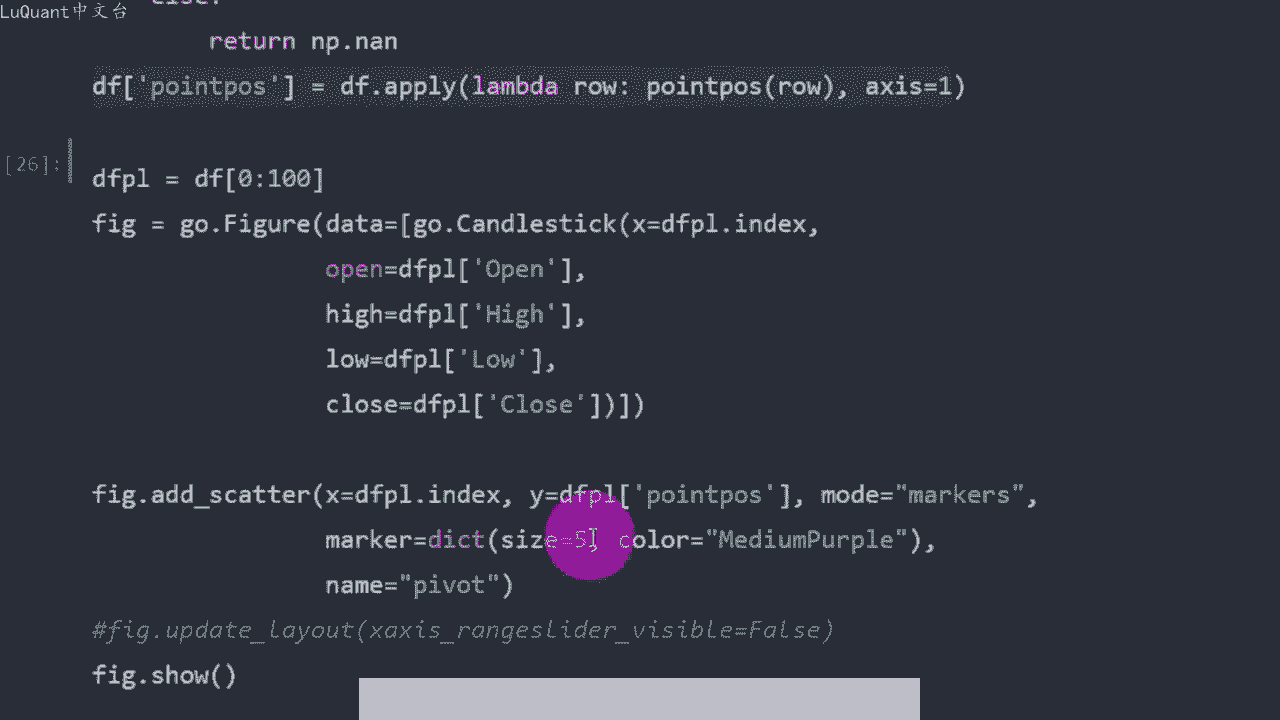 LuQuant中文台
else:
return np.nan
df['pointpos'] = df.apply(lambda row: pointpos(row), axis=1)
[26]:
dfpl = df[0:100]
fig = go.Figure(data=[go.Candlestick(x=dfpl.index,
open=dfpl['Open'],
high=dfpl['High'],
low=dfpl['Low'],
close=dfpl['Close'])])
fig.add_scatter(x=dfpl.index, y=dfpl['pointpos'], mode="markers",
marker=dict(size=5, color="MediumPurple"),
name="pivot")
#fig.update_layout(xaxis_rangeslider_visible=False)
fig.show()